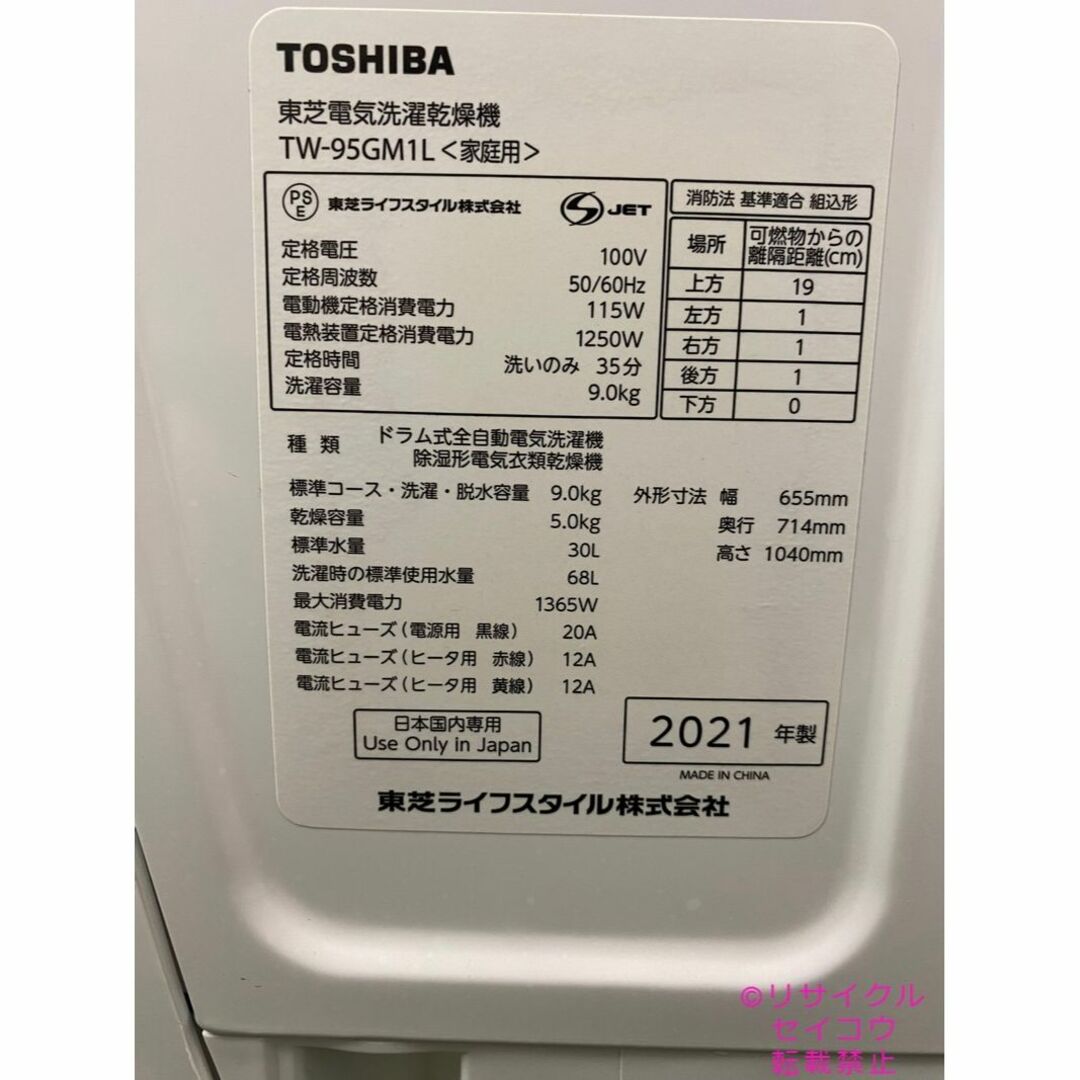 TOSHIBA
東芝電気洗濯乾燥機
TW-95GM1L<家庭用>
PS E 東芝ライフスタイル株式会社 S JET
定格電圧 100V
定格周波数 50/60Hz
電動機定格消費電力 115W
電熱装置定格消費電力 1250W
定格時間 洗いのみ 35分
洗濯容量 9.0kg
消防法 基準適合 組込形
場所 可燃物からの
離隔距離(cm)
上方 19
左方 1
右方 1
後方 1
下方 0
種類 ドラム式全自動電気洗濯機
除湿形電気衣類乾燥機
標準コース・洗濯・脱水容量 9.0kg
乾燥容量 5.0kg
標準水量 30L
洗濯時の標準使用水量 68L
最大消費電力 1365W
電流ヒューズ(電源用 黒線) 20A
電流ヒューズ(ヒータ用 赤線) 12A
電流ヒューズ(ヒータ用 黄線) 12A
外形寸法 幅 655mm
奥行 714mm
高さ 1040mm
日本国内専用
Use Only in Japan
2021 年製
MADE IN CHINA
東芝ライフスタイル株式会社
©リサイクル
セイコウ
転載禁止